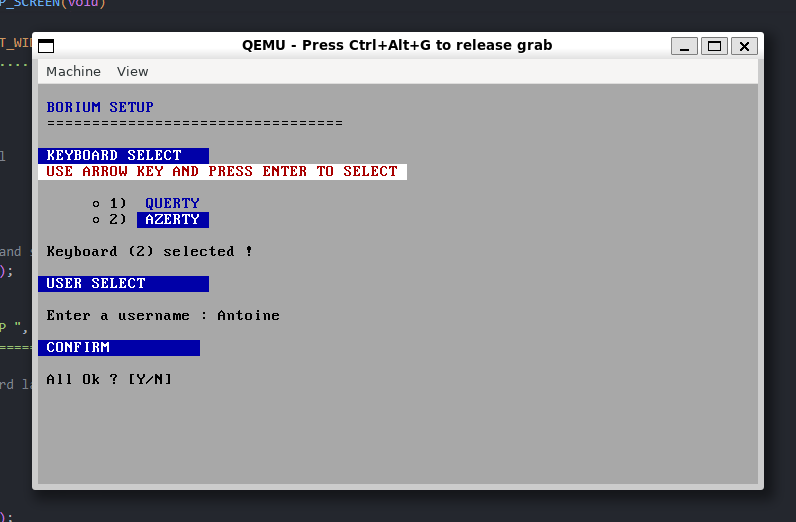 P_SCREEN(void)
QEMU - Press Ctrl+Alt+G to release grab
T_WI
Machine View
....
BORIUM SETUP
=================================
l
KEYBOARD SELECT
USE ARROW KEY AND PRESS ENTER TO SELECT
o 1) QUERTY
o 2) AZERTY
and
Keyboard (2) selected !
);
USER SELECT
Enter a username : Antoine
P ",
====
CONFIRM
All Ok ? [Y/N]
rd la
);